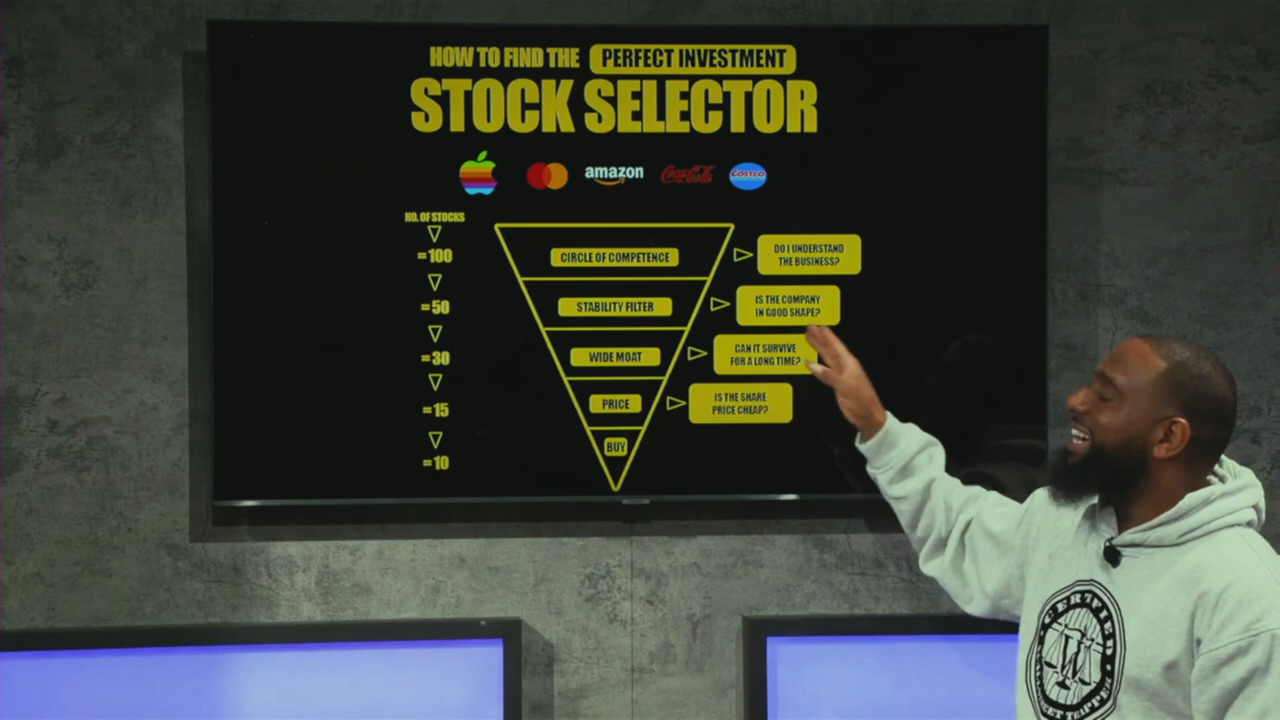 HOW TO FIND THE PERFECT INVESTMENT
STOCK SELECTOR
amazon
Coca-Cola
COSTCO
NO. OF STOCKS
=100
CIRCLE OF COMPETENCE
DO I UNDERSTAND
THE BUSINESS?
=50
STABILITY FILTER
IS THE COMPANY
IN GOOD SHAPE?
=30
WIDE MOAT
CAN IT SURVIVE
FOR A LONG TIME?
=15
PRICE
IS THE SHARE
PRICE CHEAP?
=10
BUY
CERTIFIED
W
TRAPPER